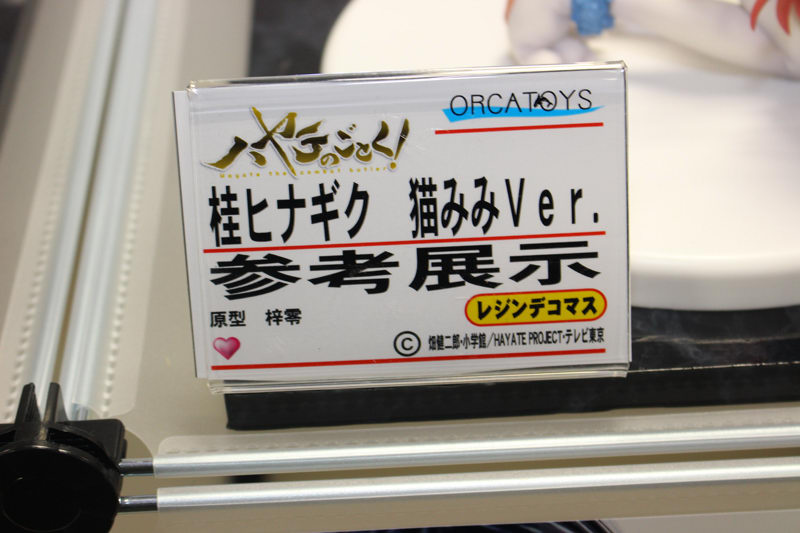 ORCATOYS
ハヤテのごとく!
Hayate the combat butler
桂ヒナギク 猫みみVer.
参考展示
レジンデコマス
原型 梓零
©畑健二郎・小学館/HAYATE PROJECT・テレビ東京